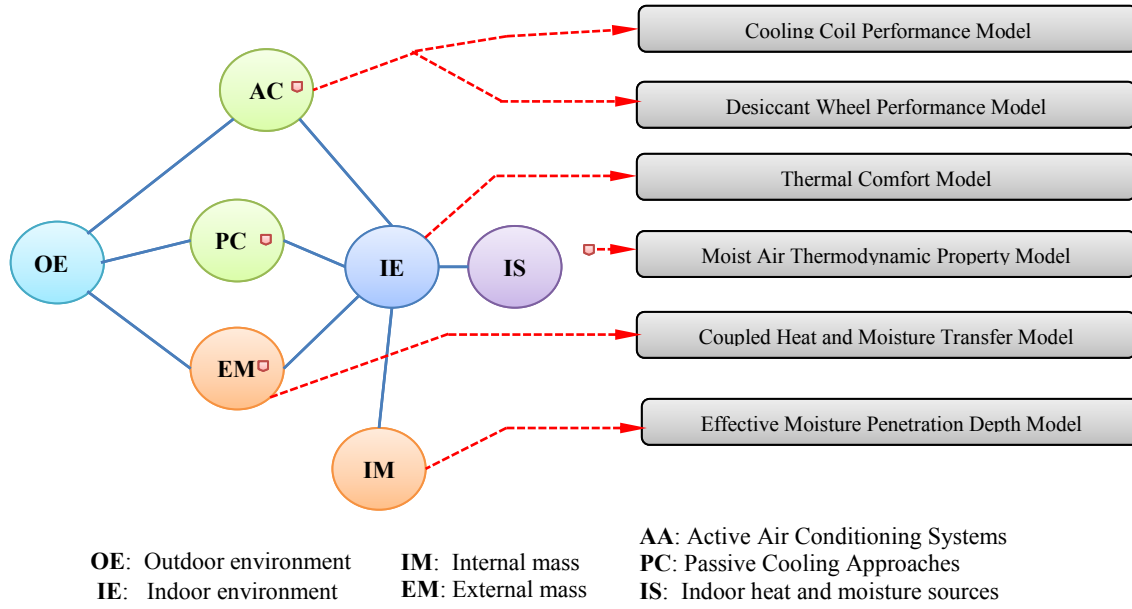 Cooling Coil Performance Model
AC
Desiccant Wheel Performance Model
Thermal Comfort Model
PC
OE
IE
IS
Moist Air Thermodynamic Property Model
Coupled Heat and Moisture Transfer Model
EM
Effective Moisture Penetration Depth Model
IM
OE: Outdoor environment
IE: Indoor environment
IM: Internal mass
EM: External mass
AA: Active Air Conditioning Systems
PC: Passive Cooling Approaches
IS: Indoor heat and moisture sources